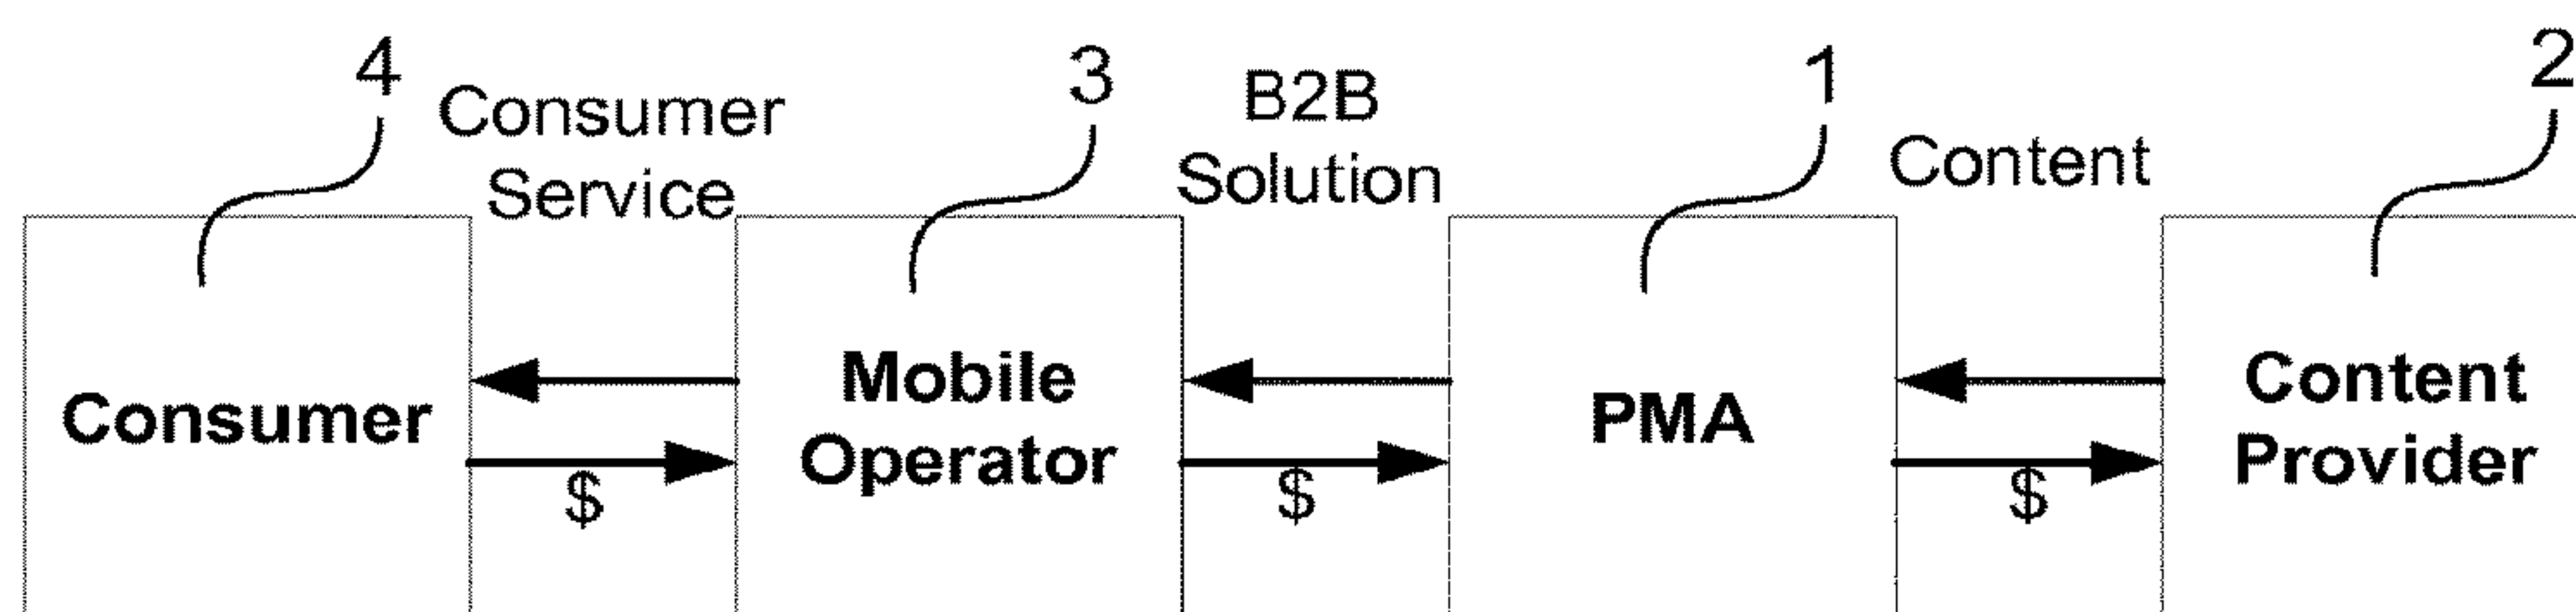 4
Consumer
Service
3
B2B
Solution
1
Content
2
Consumer
$
Mobile
Operator
$
PMA
$
Content
Provider